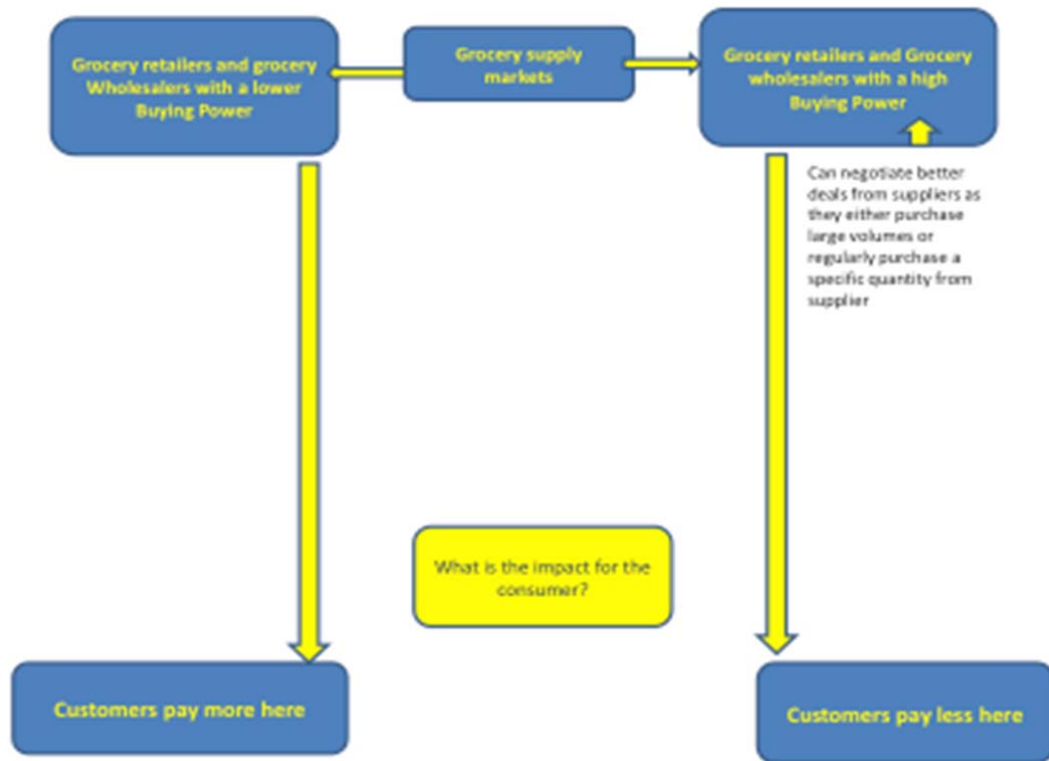 Grocery retailers and grocery
Wholesalers with a lower
Buying Power
Grocery supply
markets
Grocery retailers and Grocery
wholesalers with a high
Buying Power
Can negotiate better
deals from suppliers as
they either purchase
large volumes or
regularly purchase a
specific quantity from
supplier
What is the impact for the
consumer?
Customers pay more here
Customers pay less here